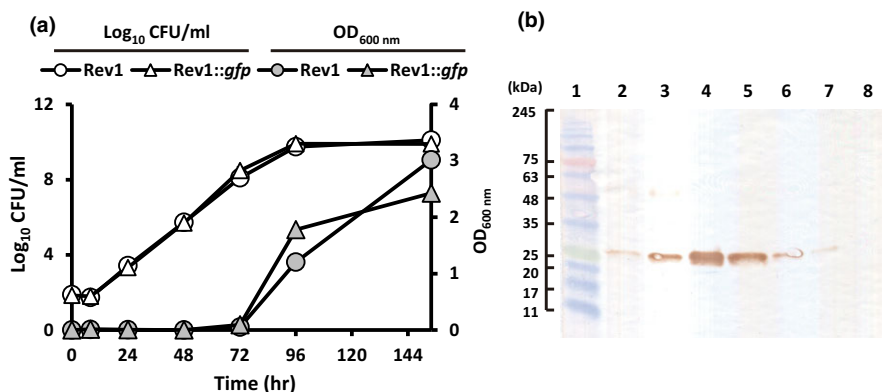 (a)
Log10 CFU/ml
OD600 nm
Rev1
Rev1::gfp
Rev1
Rev1::gfp
12
8
4
0
Log10 CFU/ml
4
3
2
1
0
OD600 nm
0 24 48 72 96 120 144
Time (hr)
(b)
(kDa) 1 2 3 4 5 6 7 8
245
75
63
48
35
25
20
17
11